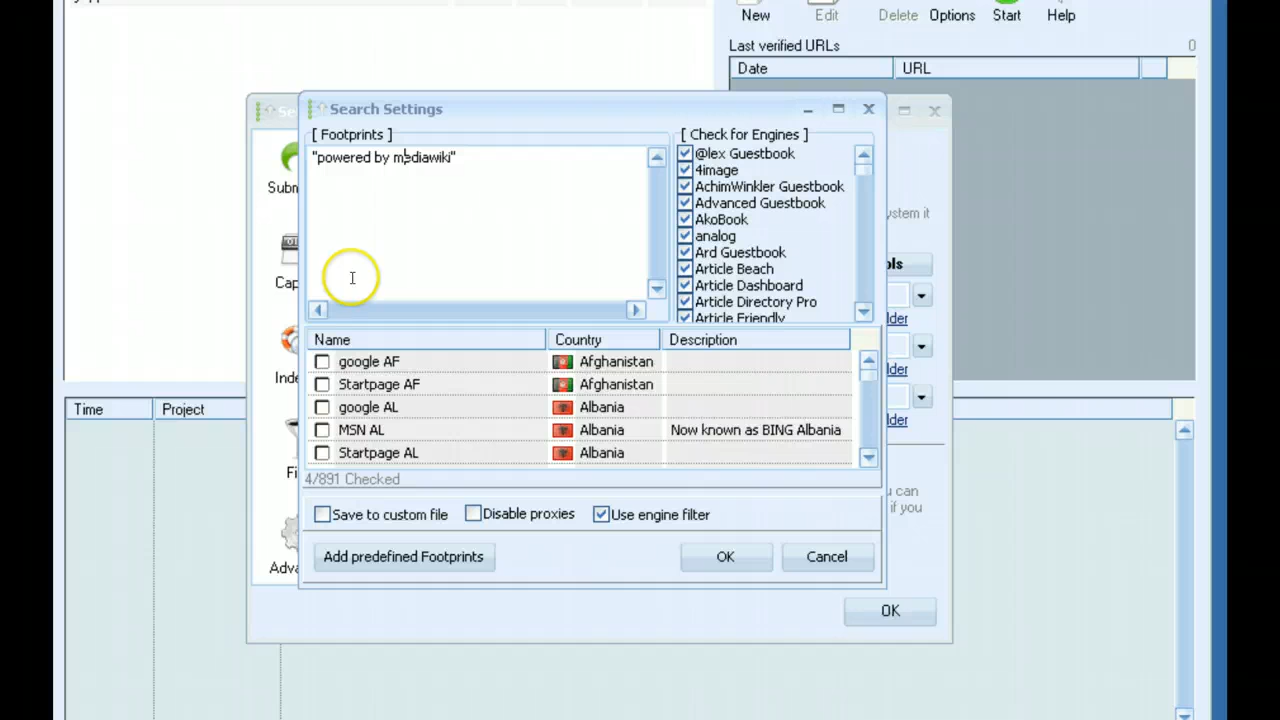 New Edit Delete Options Start Help
Last verified URLs 0
Date URL
Search Settings
[ Footprints ]
"powered by mediawiki"
[ Check for Engines ]
@lex Guestbook
4image
AchimWinkler Guestbook
Advanced Guestbook
AkoBook
analog
Ard Guestbook
Article Beach
Article Dashboard
Article Directory Pro
Article Friendly
Subm
Cap
Inde
Fi
Adva
ystem it
ols
lder
lder
lder
u can
if you
Name Country Description
google AF Afghanistan
Startpage AF Afghanistan
google AL Albania
MSN AL Albania Now known as BING Albania
Startpage AL Albania
4/891 Checked
Save to custom file Disable proxies Use engine filter
Add predefined Footprints OK Cancel
OK
Time Project